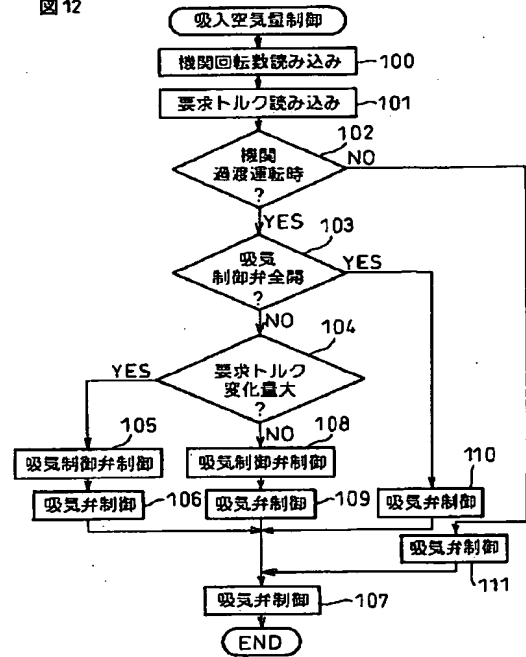 図12
吸入空気量制御
機関回転数読み込み
100
要求トルク読み込み
101
102
機関
過渡運転時
?
NO
YES
103
吸気
制御弁全開
?
YES
NO
104
要求トルク
変化量大
?
YES
NO
105
吸気制御弁制御
108
吸気制御弁制御
吸気弁制御
106
吸気弁制御
109
110
吸気弁制御
吸気弁制御
111
吸気弁制御
107
END